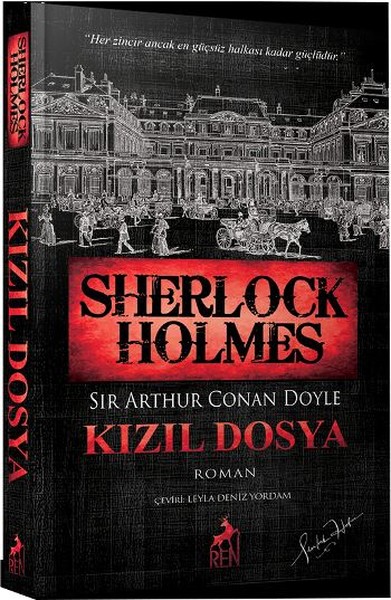 "Her zincir ancak en güçsüz halkası kadar güçlüdür."
SHERLOCK
HOLMES
SIR ARTHUR CONAN DOYLE
KIZIL DOSYA
ROMAN
ÇEVİRİ: LEYLA DENİZ YORDAM
REN
SHERLOCK
HOLMES
KIZIL DOSYA
REN